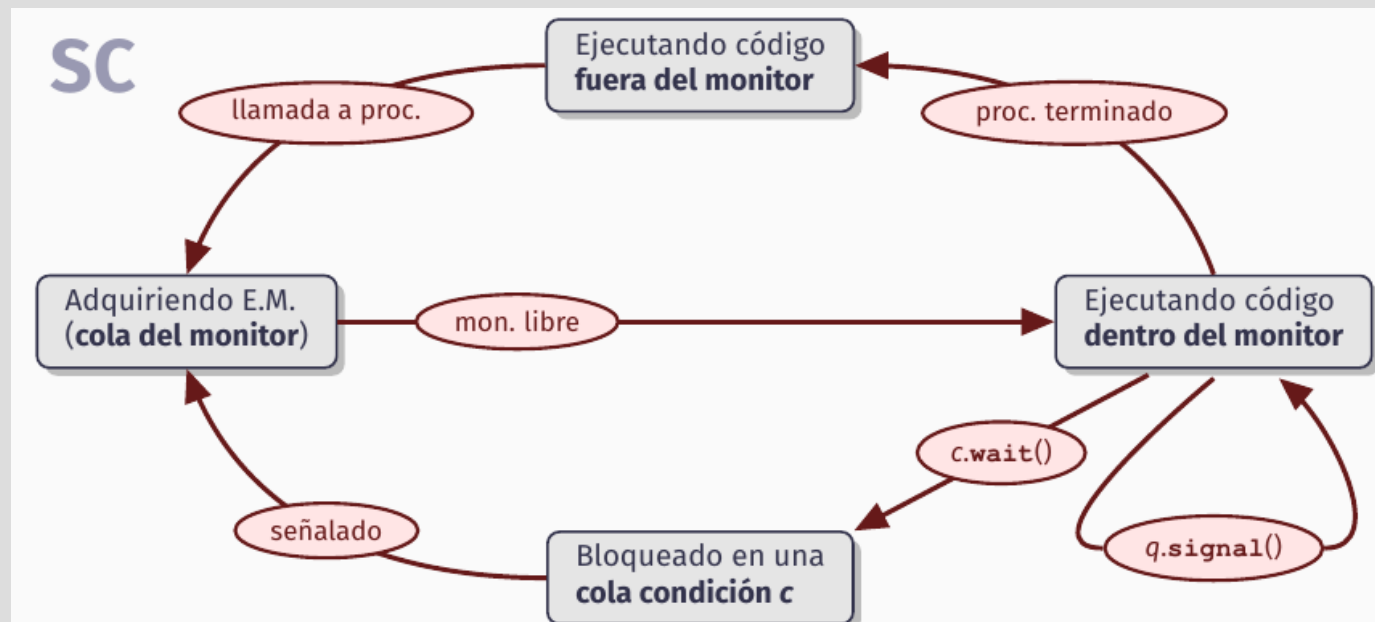 SC
Ejecutando código
fuera del monitor
llamada a proc.
proc. terminado
Adquiriendo E.M.
(cola del monitor)
mon. libre
Ejecutando código
dentro del monitor
c.wait()
señalado
q.signal()
Bloqueado en una
cola condición c